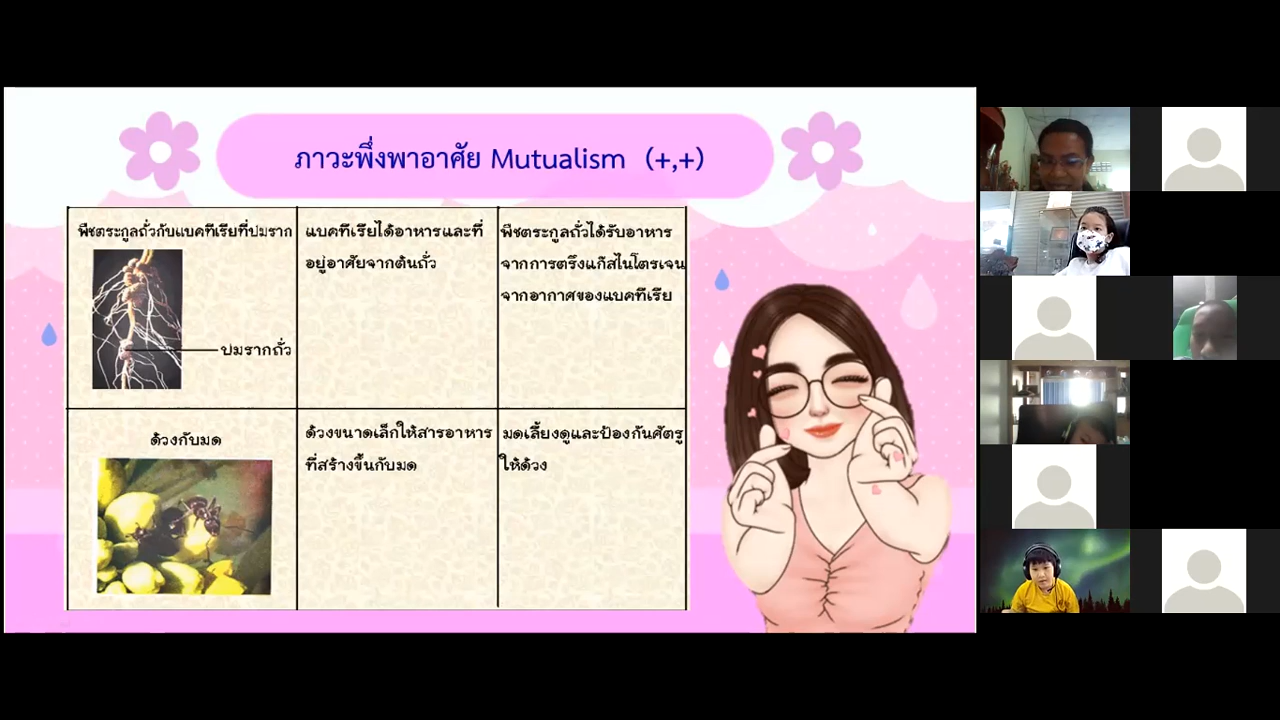 ภาวะพึ่งพาอาศัย Mutualism (+,+)
พืชตระกูลถั่วกับแบคทีเรียที่ปมราก
ปมรากถั่ว
แบคทีเรียได้อาหารและที่
อยู่อาศัยจากต้นถั่ว
พืชตระกูลถั่วได้รับอาหาร
จากการตรึงแก๊สไนโตรเจน
จากอากาศของแบคทีเรีย
ด้วงกับมด
ด้วงขนาดเล็กให้สารอาหาร
ที่สร้างขึ้นกับมด
มดเลี้ยงดูและป้องกันศัตรู
ให้ด้วง